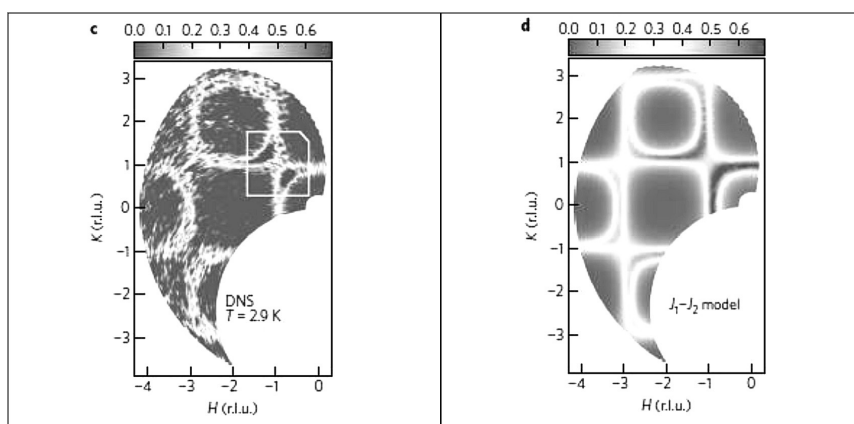 c
0.0 0.1 0.2 0.3 0.4 0.5 0.6
3
2
1
0
−1
−2
−3
K (r.l.u.)
DNS
T = 2.9 K
−4 −3 −2 −1 0
H (r.l.u.)
d
0.0 0.1 0.2 0.3 0.4 0.5 0.6
3
2
1
0
−1
−2
−3
K (r.l.u.)
J₁–J₂ model
−4 −3 −2 −1 0
H (r.l.u.)